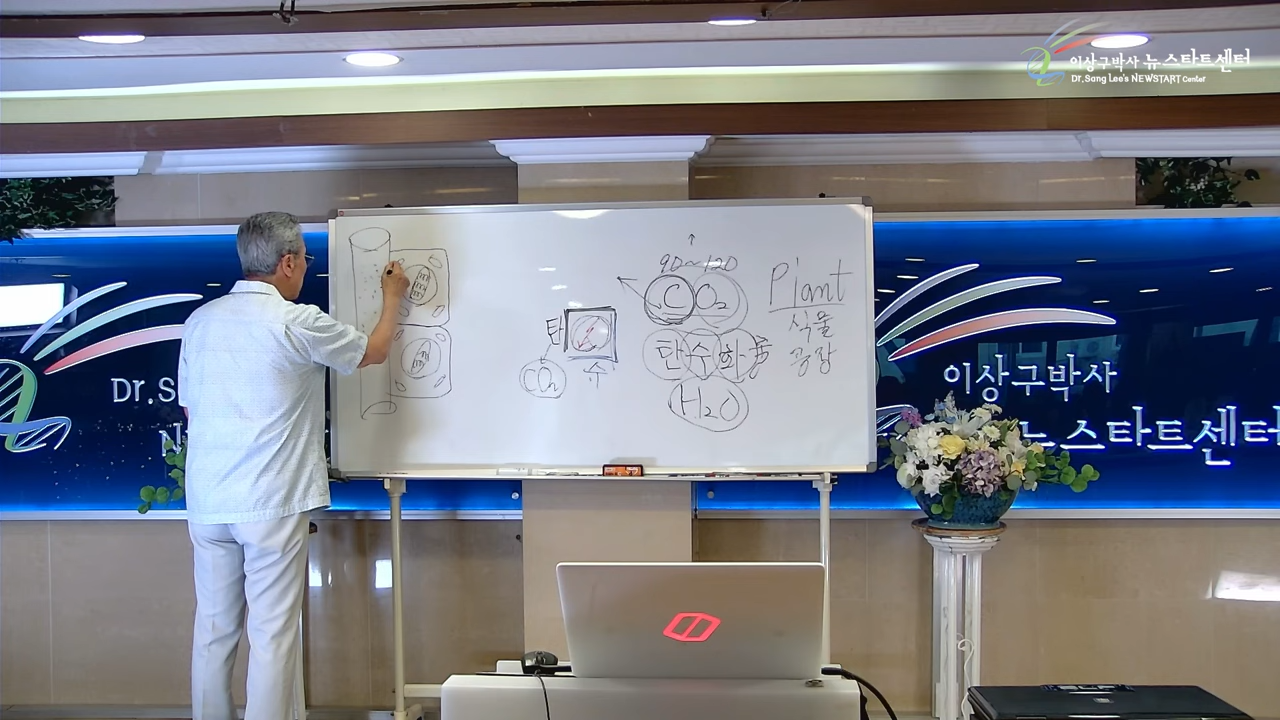 이상구박사 뉴스타트센터
Dr.Sang Lee's NEWSTART Center
Dr.S
N
이상구박사
뉴스타트센터
90~120
C O₂
탄수화물
H₂O
Plant
식물
공장
탄
수
CO₂